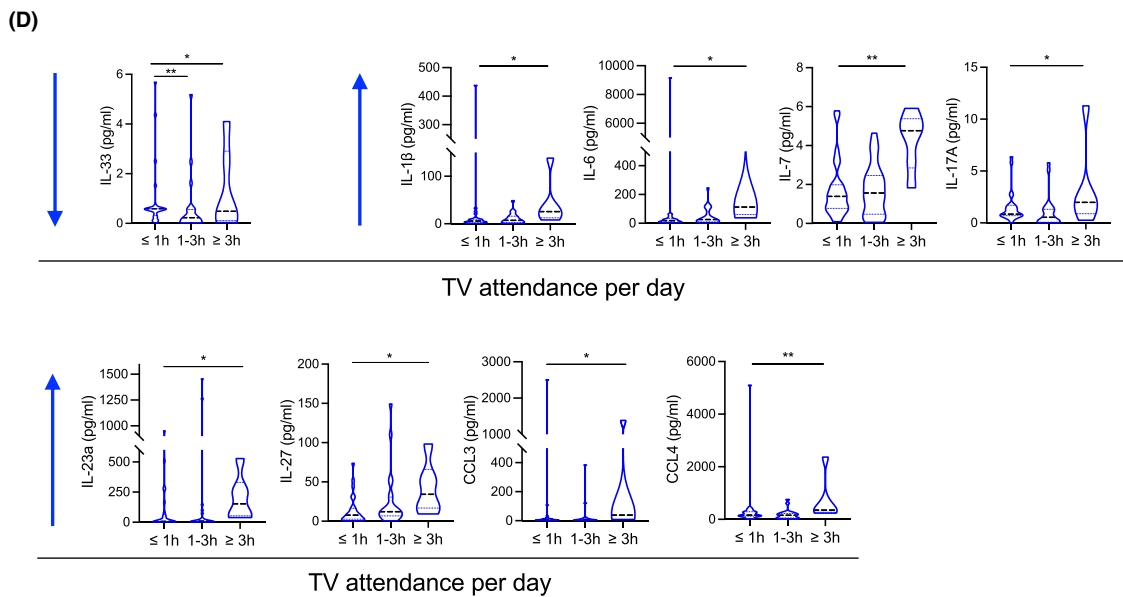 (D)
IL-33 (pg/ml)
6
4
2
0
*
**
≤ 1h 1-3h ≥ 3h
IL-1β (pg/ml)
500
400
300
200
100
0
*
≤ 1h 1-3h ≥ 3h
IL-6 (pg/ml)
10000
8000
6000
4000
400
200
0
*
≤ 1h 1-3h ≥ 3h
IL-7 (pg/ml)
8
6
4
2
0
**
≤ 1h 1-3h ≥ 3h
IL-17A (pg/ml)
15
10
5
0
*
≤ 1h 1-3h ≥ 3h
TV attendance per day
IL-23a (pg/ml)
1500
1250
1000
500
250
0
*
≤ 1h 1-3h ≥ 3h
IL-27 (pg/ml)
200
150
100
50
0
*
≤ 1h 1-3h ≥ 3h
CCL3 (pg/ml)
3000
2000
1000
400
200
0
*
≤ 1h 1-3h ≥ 3h
CCL4 (pg/ml)
6000
4000
2000
0
**
≤ 1h 1-3h ≥ 3h
TV attendance per day